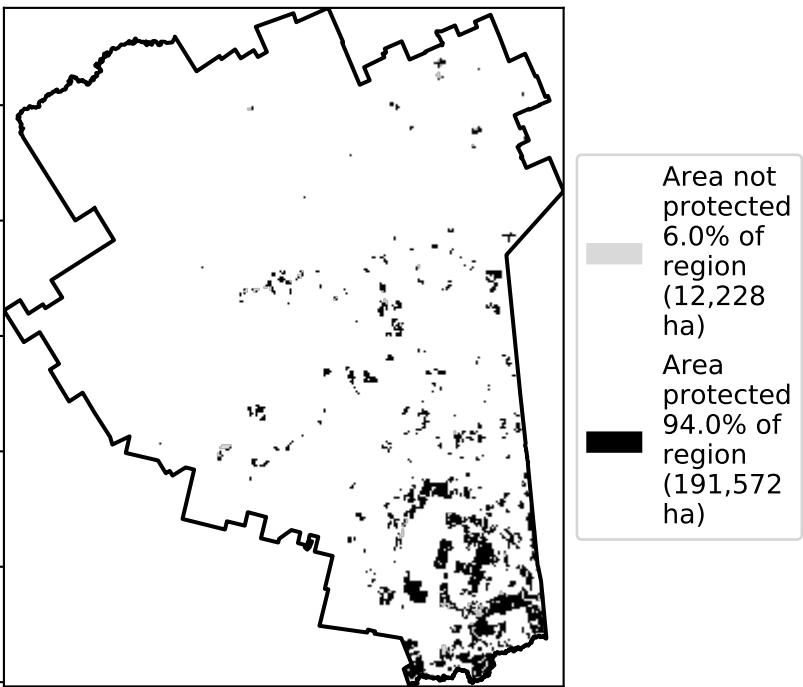 Area not
protected
6.0% of
region
(12,228
ha)
Area
protected
94.0% of
region
(191,572
ha)